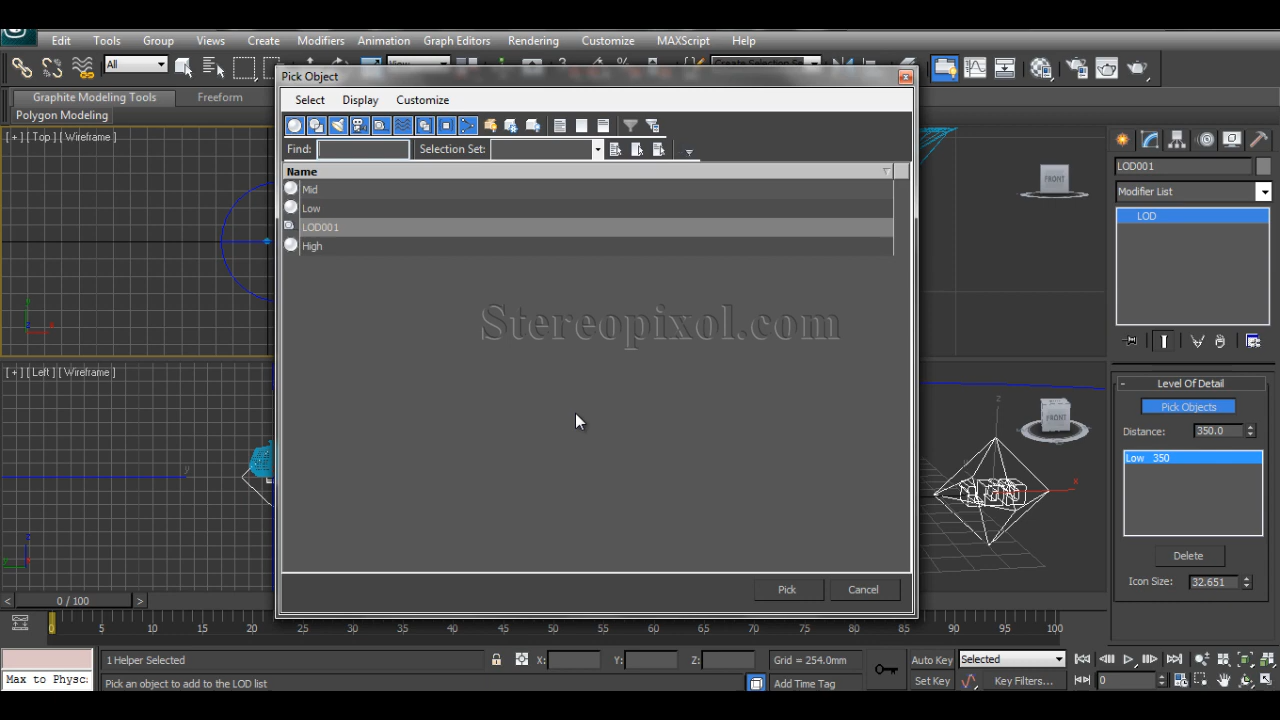 Edit Tools Group Views Create Modifiers Animation Graph Editors Rendering Customize MAXScript Help
All
Graphite Modeling Tools Freeform
Polygon Modeling
[ + ] [ Top ] [ Wireframe ]
Pick Object
Select Display Customize
Find: Selection Set:
Name
Mid
Low
LOD001
High
Stereopixol.com
Pick Cancel
FRONT
LOD001
Modifier List
LOD
[ + ] [ Left ] [ Wireframe ]
y
z
y
z
x
FRONT
Level Of Detail
Pick Objects
Distance: 350.0
Low 350
Delete
Icon Size: 32.651
< 0 / 100 >
0 5 10 15 20 25 30 35 40 45 50 55 60 65 70 75 80 85 90 95 100
1 Helper Selected X: Y: Z: Grid = 254.0mm Auto Key Selected
Max to Physc
Pick an object to add to the LOD list Add Time Tag Set Key Key Filters... 0